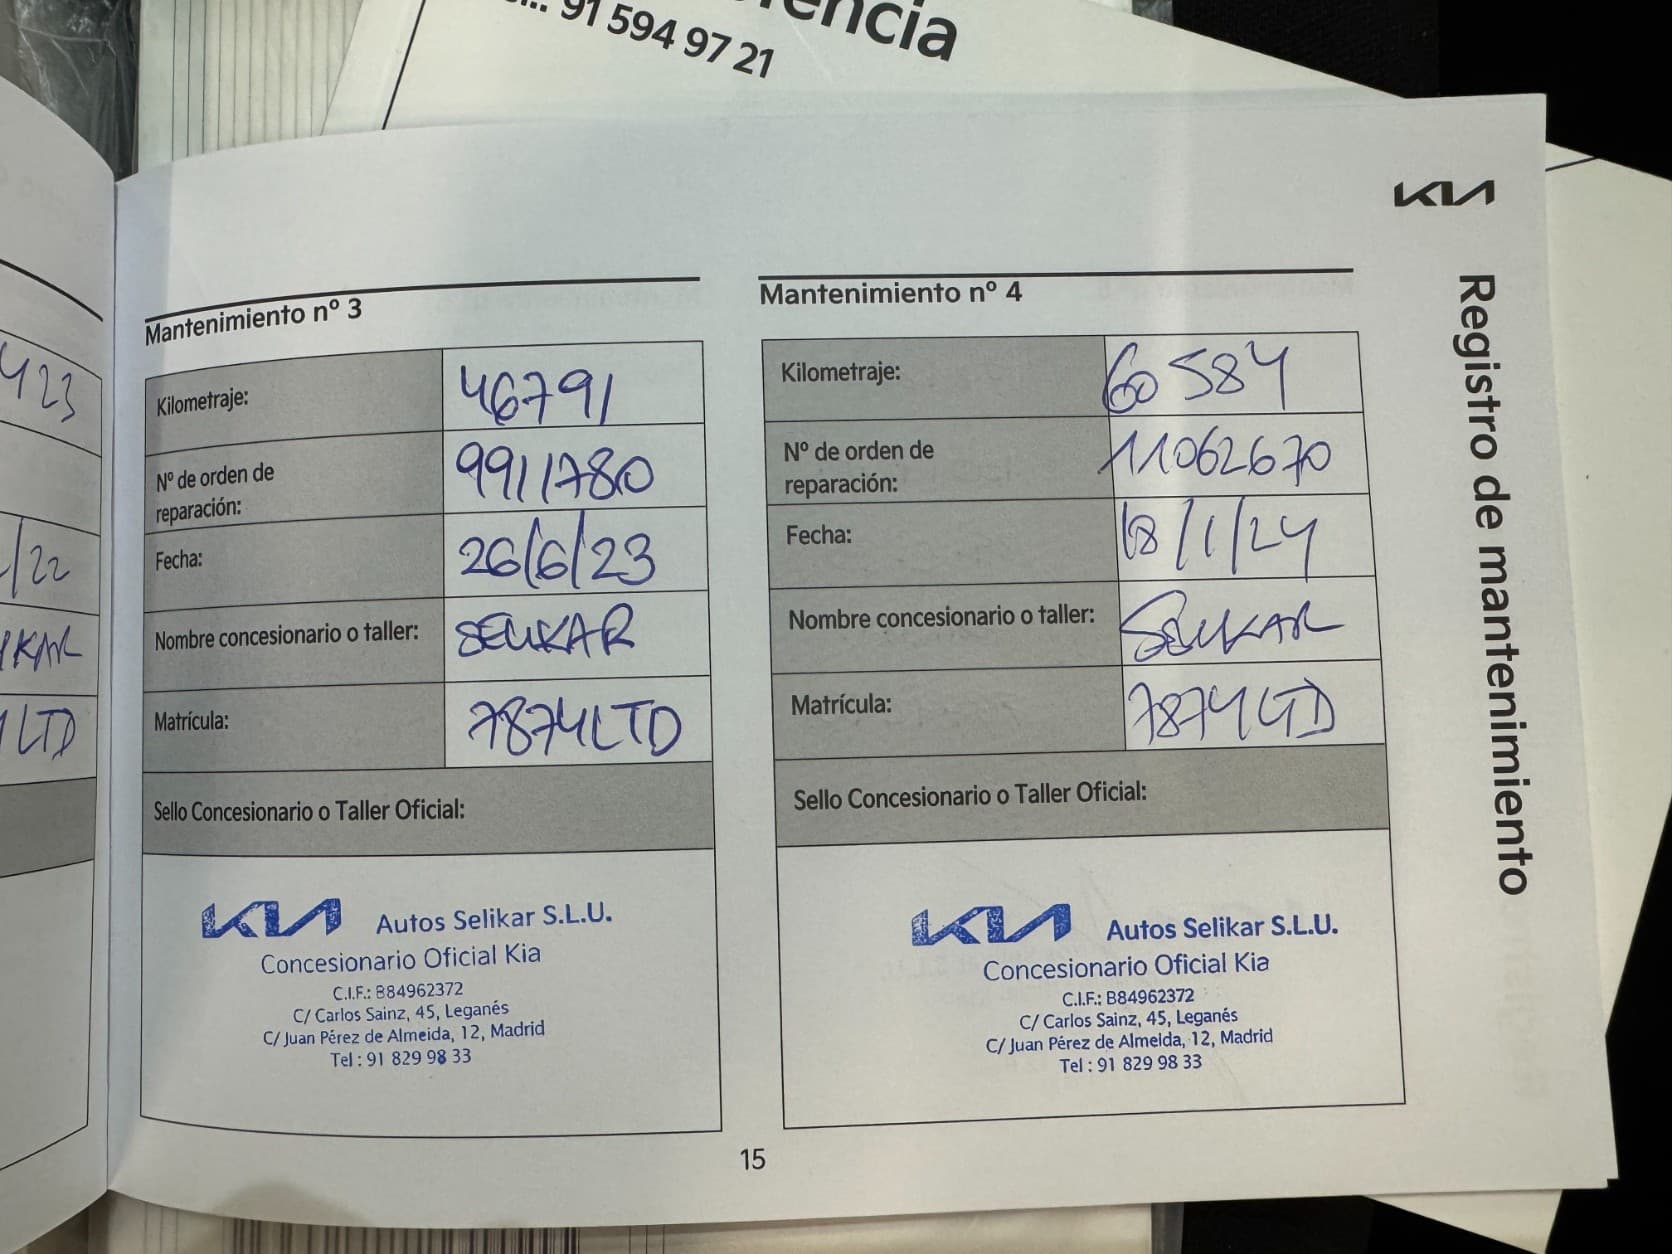 encia
91 594 97 21
KIA
Registro de mantenimiento
423
/22
KAR
LTD
Mantenimiento nº 3
Kilometraje: 46791
Nº de orden de reparación: 9911780
Fecha: 26/6/23
Nombre concesionario o taller: SELIKAR
Matrícula: 7874LTD
Sello Concesionario o Taller Oficial:
KIA Autos Selikar S.L.U.
Concesionario Oficial Kia
C.I.F.: B84962372
C/ Carlos Sainz, 45, Leganés
C/ Juan Pérez de Almeida, 12, Madrid
Tel : 91 829 98 33
Mantenimiento nº 4
Kilometraje: 60584
Nº de orden de reparación: 11062670
Fecha: 18/1/24
Nombre concesionario o taller: SELIKAR
Matrícula: 7874LTD
Sello Concesionario o Taller Oficial:
KIA Autos Selikar S.L.U.
Concesionario Oficial Kia
C.I.F.: B84962372
C/ Carlos Sainz, 45, Leganés
C/ Juan Pérez de Almeida, 12, Madrid
Tel : 91 829 98 33
15